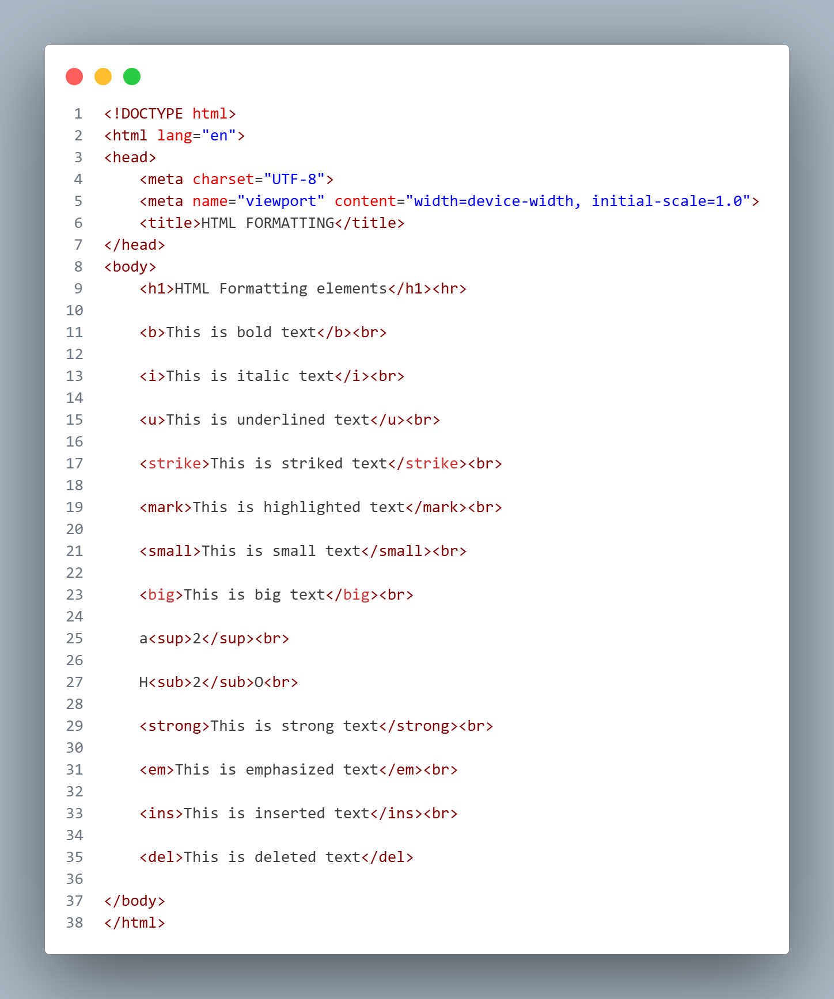 1 <!DOCTYPE html>
2 <html lang="en">
3 <head>
4     <meta charset="UTF-8">
5     <meta name="viewport" content="width=device-width, initial-scale=1.0">
6     <title>HTML FORMATTING</title>
7 </head>
8 <body>
9     <h1>HTML Formatting elements</h1><hr>
10
11     <b>This is bold text</b><br>
12
13     <i>This is italic text</i><br>
14
15     <u>This is underlined text</u><br>
16
17     <strike>This is striked text</strike><br>
18
19     <mark>This is highlighted text</mark><br>
20
21     <small>This is small text</small><br>
22
23     <big>This is big text</big><br>
24
25     a<sup>2</sup><br>
26
27     H<sub>2</sub>O<br>
28
29     <strong>This is strong text</strong><br>
30
31     <em>This is emphasized text</em><br>
32
33     <ins>This is inserted text</ins><br>
34
35     <del>This is deleted text</del>
36
37 </body>
38 </html>